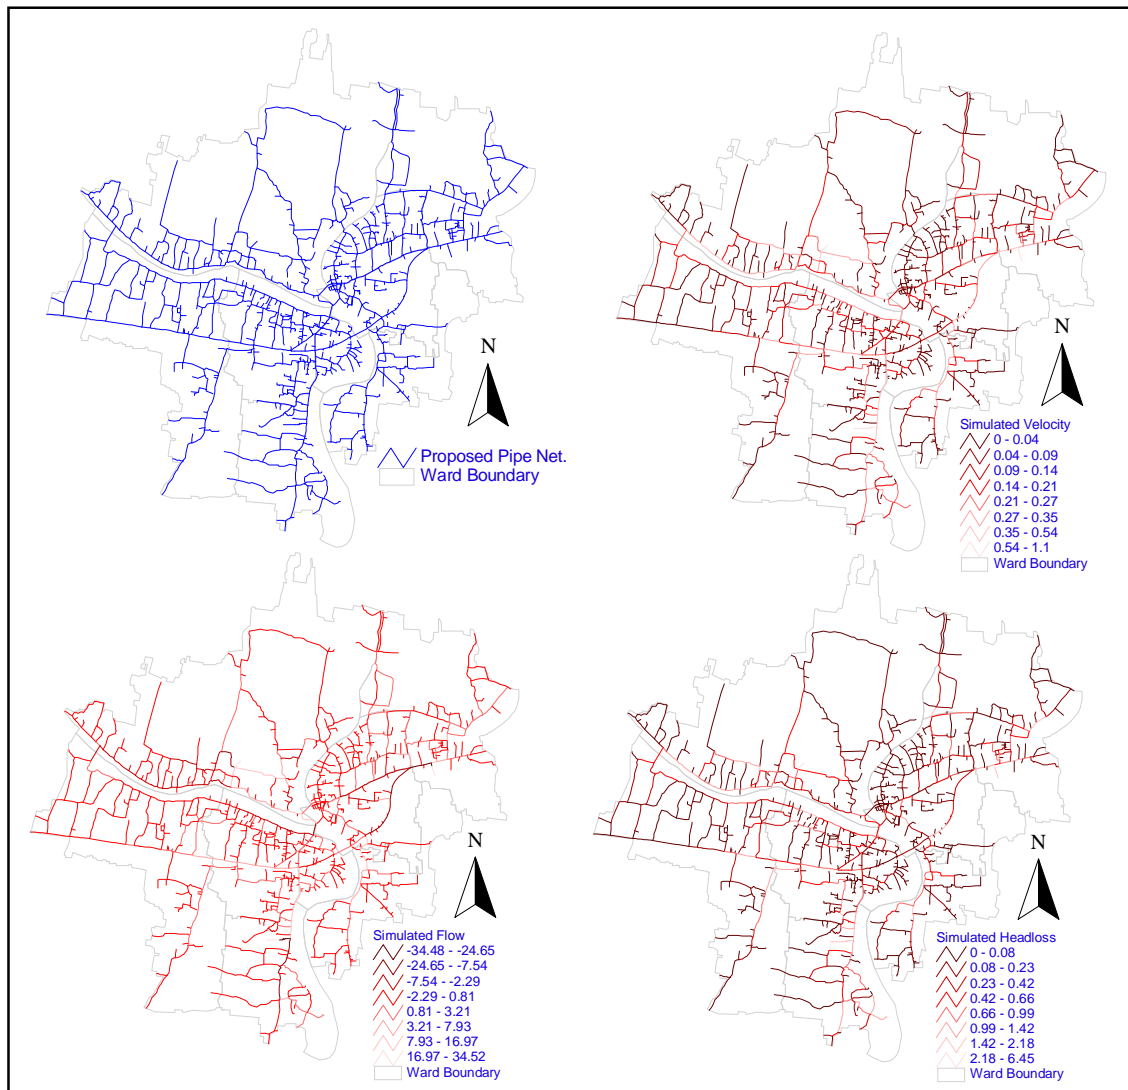 N
Proposed Pipe Net.
Ward Boundary
N
Simulated Velocity
0 - 0.04
0.04 - 0.09
0.09 - 0.14
0.14 - 0.21
0.21 - 0.27
0.27 - 0.35
0.35 - 0.54
0.54 - 1.1
Ward Boundary
N
Simulated Flow
-34.48 - -24.65
-24.65 - -7.54
-7.54 - -2.29
-2.29 - 0.81
0.81 - 3.21
3.21 - 7.93
7.93 - 16.97
16.97 - 34.52
Ward Boundary
N
Simulated Headloss
0 - 0.08
0.08 - 0.23
0.23 - 0.42
0.42 - 0.66
0.66 - 0.99
0.99 - 1.42
1.42 - 2.18
2.18 - 6.45
Ward Boundary